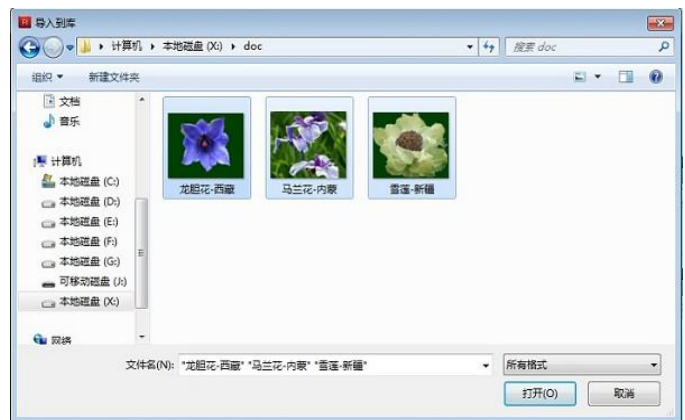 导入到库
计算机 本地磁盘 (X:) doc
搜索 doc
组织 新建文件夹
文档
音乐
计算机
本地磁盘 (C:)
本地磁盘 (D:)
本地磁盘 (E:)
本地磁盘 (F:)
本地磁盘 (G:)
可移动磁盘 (J:)
本地磁盘 (X:)
网络
龙胆花-西藏
马兰花-内蒙
雪莲-新疆
文件名(N): "龙胆花-西藏" "马兰花-内蒙" "雪莲-新疆"
所有格式
打开(O) 取消